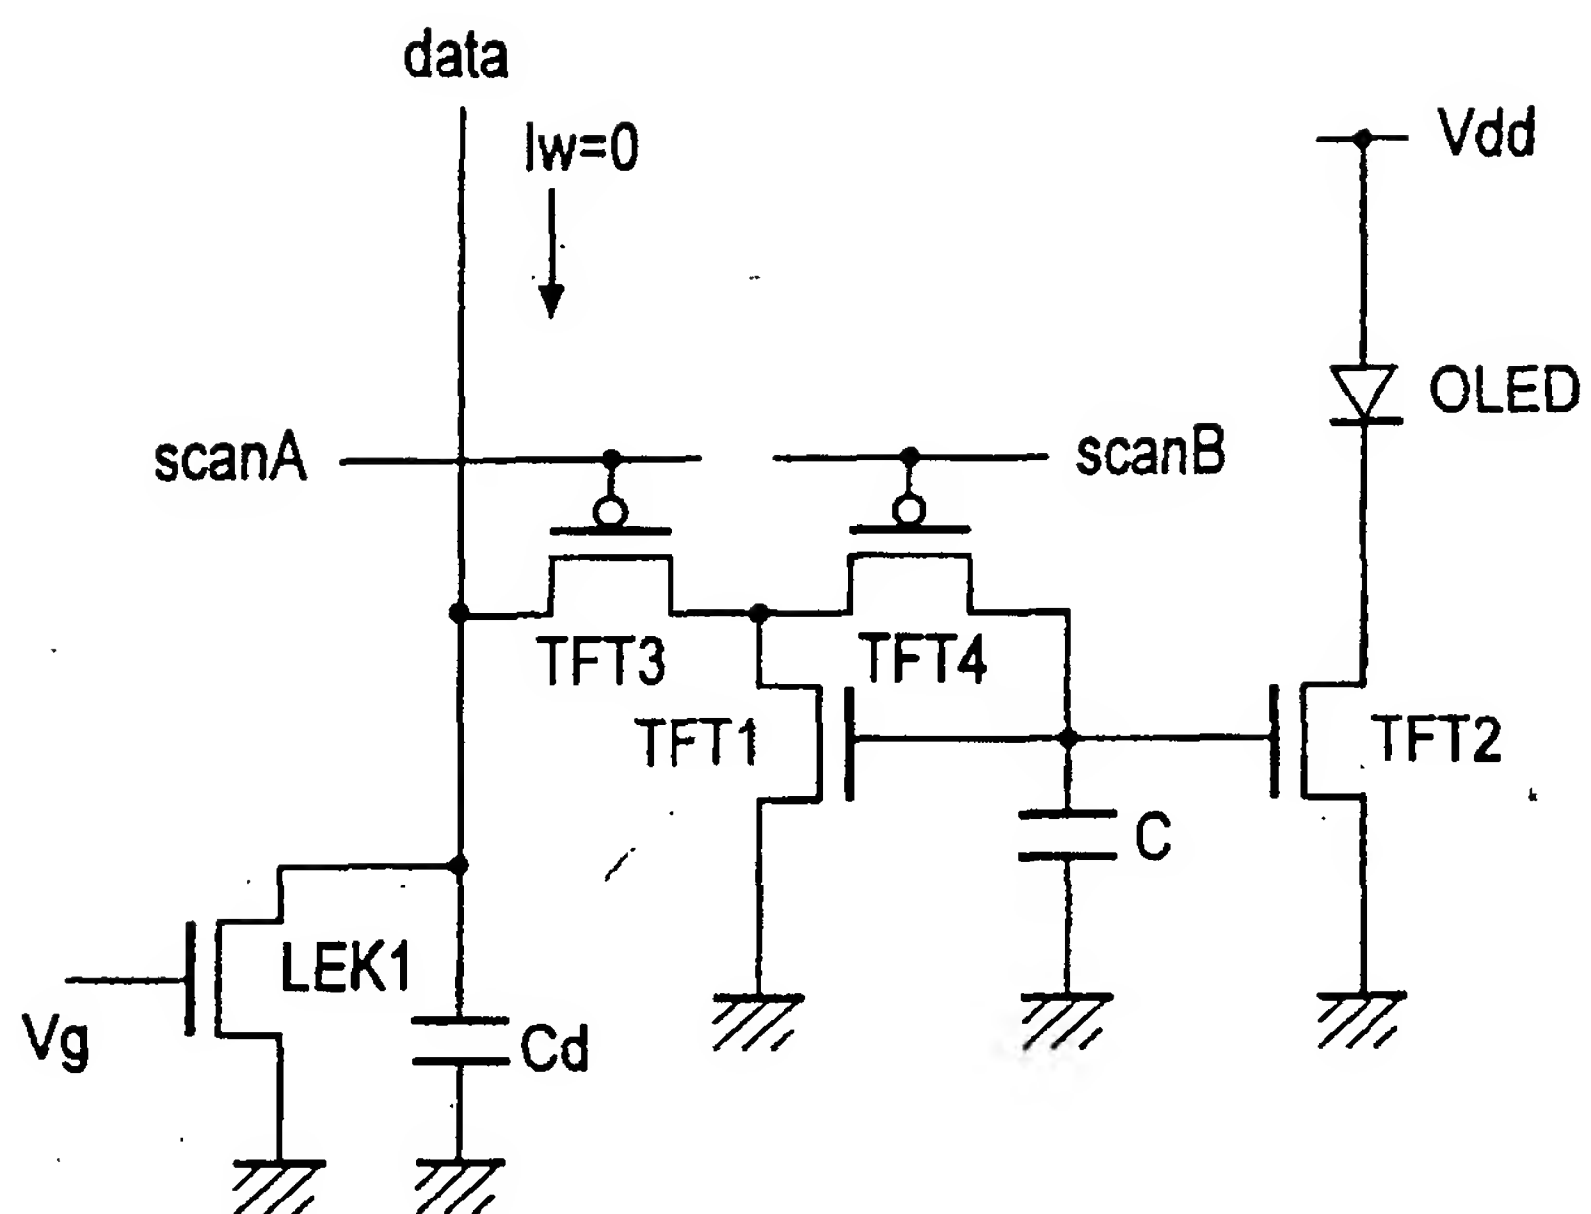 data
Iw=0
Vdd
OLED
scanA
scanB
TFT3
TFT4
TFT1
TFT2
C
LEK1
Vg
Cd